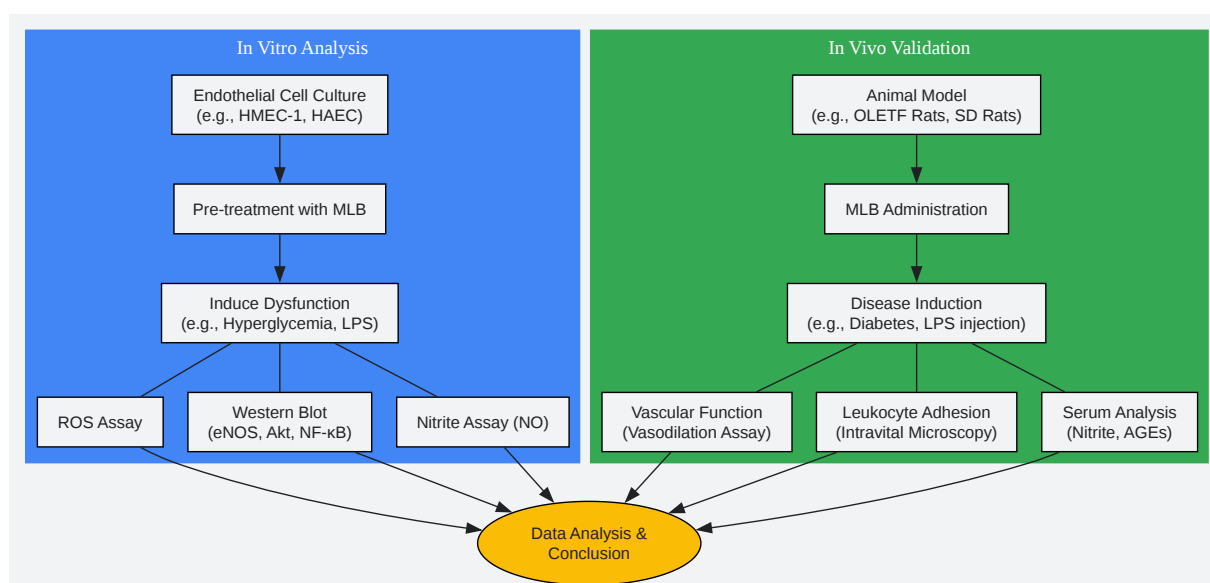 In Vitro Analysis
Endothelial Cell Culture
(e.g., HMEC-1, HAEC)
Pre-treatment with MLB
Induce Dysfunction
(e.g., Hyperglycemia, LPS)
ROS Assay
Western Blot
(eNOS, Akt, NF-κB)
Nitrite Assay (NO)
In Vivo Validation
Animal Model
(e.g., OLETF Rats, SD Rats)
MLB Administration
Disease Induction
(e.g., Diabetes, LPS injection)
Vascular Function
(Vasodilation Assay)
Leukocyte Adhesion
(Intravital Microscopy)
Serum Analysis
(Nitrite, AGEs)
Data Analysis &
Conclusion